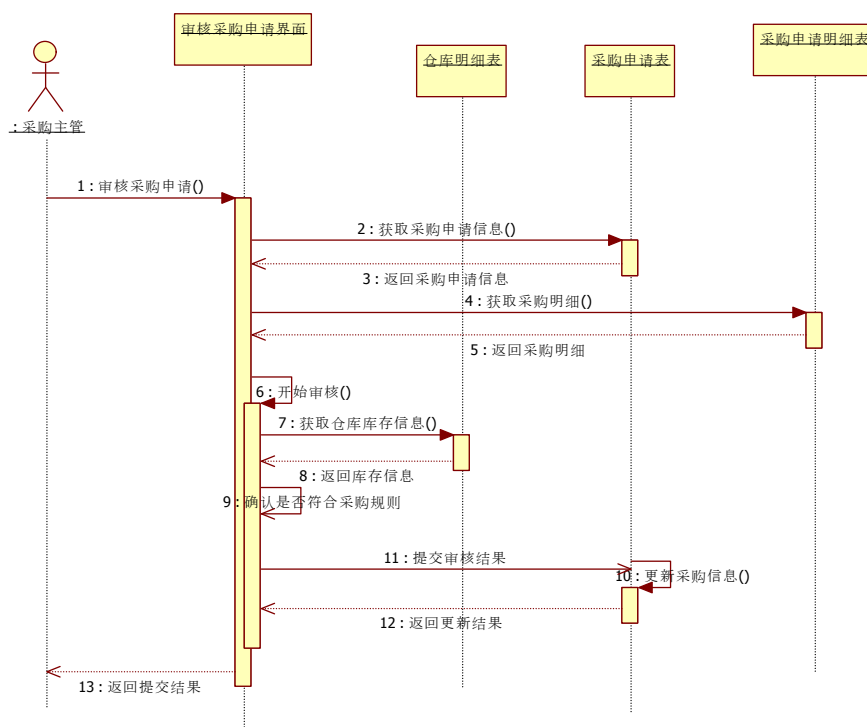 审核采购申请界面
仓库明细表
采购申请表
采购申请明细表
: 采购主管
1 : 审核采购申请()
2 : 获取采购申请信息()
3 : 返回采购申请信息
4 : 获取采购明细()
5 : 返回采购明细
6 : 开始审核()
7 : 获取仓库库存信息()
8 : 返回库存信息
9 : 确认是否符合采购规则
11 : 提交审核结果
10 : 更新采购信息()
12 : 返回更新结果
13 : 返回提交结果